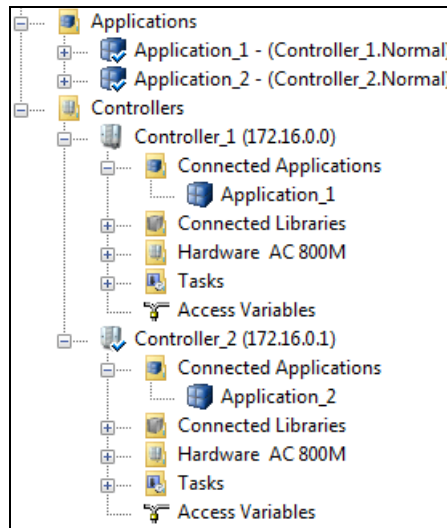 Applications
Application_1 - (Controller_1.Normal)
Application_2 - (Controller_2.Normal)
Controllers
Controller_1 (172.16.0.0)
Connected Applications
Application_1
Connected Libraries
Hardware AC 800M
Tasks
Access Variables
Controller_2 (172.16.0.1)
Connected Applications
Application_2
Connected Libraries
Hardware AC 800M
Tasks
Access Variables